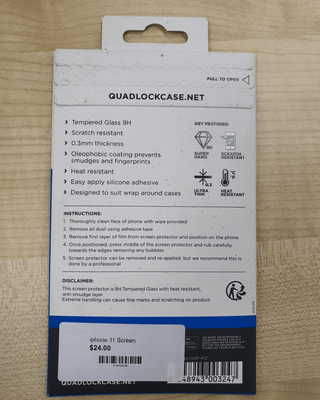 PULL TO OPEN
QUADLOCKCASE.NET
Tempered Glass 9H
Scratch resistant
0.3mm thickness
Oleophobic coating prevents
smudges and fingerprints
Heat resistant
Easy apply silicone adhesive
Designed to suit wrap around cases
KEY FEATURES:
9H
SUPER
HARD
SCRATCH
RESISTANT
0.3
ULTRA
THIN
HEAT
RESISTANT
INSTRUCTIONS:
1. Thoroughly clean face of phone with wipe provided
2. Remove all dust using adhesive tape
3. Remove first layer of film from screen protector and position on the phone
4. Once positioned, press middle of the screen protector and rub carefully
towards the edges removing any bubbles
5. Screen protector can be removed and re-applied, but we recommend this is
done by a professional
DISCLAIMER:
This screen protector is 9H Tempered Glass with heat resistant,
anti-smudge layer.
Extreme handling can cause fine marks and scratching on product.
iphone 11 Screen
$24.00
QUADLOCKCASE.NET
48943"003247